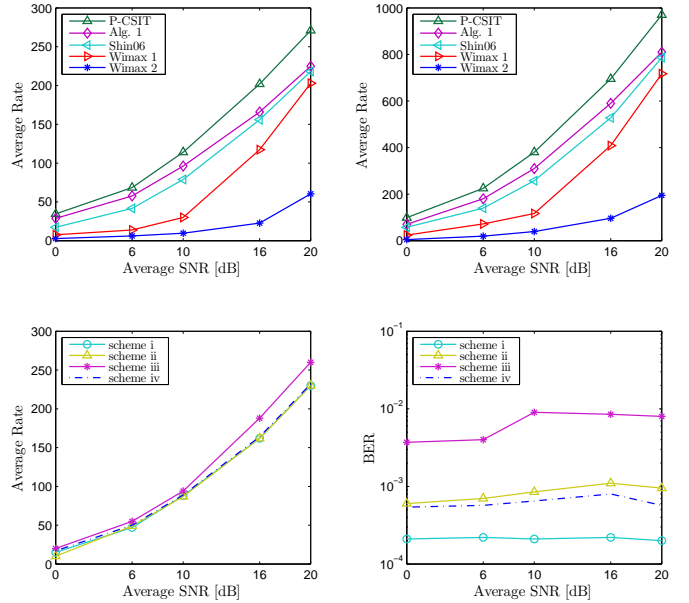 300
250
200
150
100
50
0
0
6
10
16
20
Average Rate
Average SNR [dB]
P-CSIT
Alg. 1
Shin06
Wimax 1
Wimax 2
1000
800
600
400
200
0
0
6
10
16
20
Average Rate
Average SNR [dB]
P-CSIT
Alg. 1
Shin06
Wimax 1
Wimax 2
300
250
200
150
100
50
0
0
6
10
16
20
Average Rate
Average SNR [dB]
scheme i
scheme ii
scheme iii
scheme iv
10^-1
10^-2
10^-3
10^-4
0
6
10
16
20
BER
Average SNR [dB]
scheme i
scheme ii
scheme iii
scheme iv